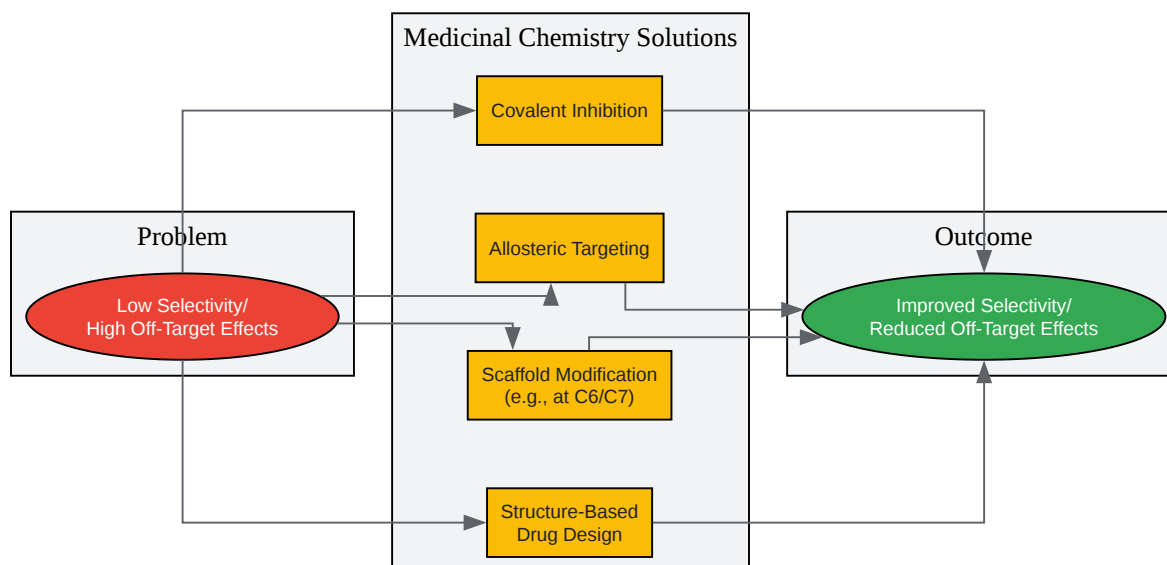 Medicinal Chemistry Solutions
Covalent Inhibition
Problem
Low Selectivity/
High Off-Target Effects
Allosteric Targeting
Scaffold Modification
(e.g., at C6/C7)
Structure-Based
Drug Design
Outcome
Improved Selectivity/
Reduced Off-Target Effects